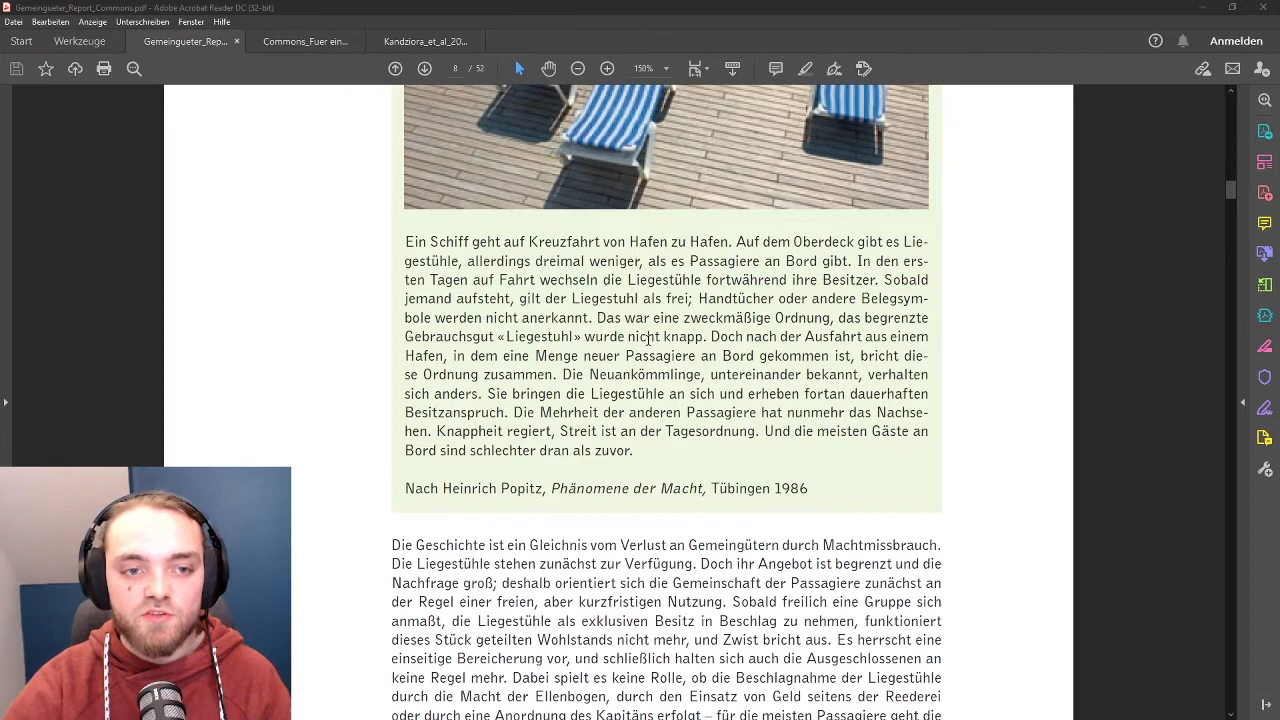 Gemeingueter_Report_Commons.pdf - Adobe Acrobat Reader DC (32-bit)
Datei Bearbeiten Anzeige Unterschreiben Fenster Hilfe
Start Werkzeuge Gemeingueter_Rep... × Commons_Fuer ein... Kandziora_et_al_20... Anmelden
8 / 52 150%
Ein Schiff geht auf Kreuzfahrt von Hafen zu Hafen. Auf dem Oberdeck gibt es Lie-
gestühle, allerdings dreimal weniger, als es Passagiere an Bord gibt. In den ers-
ten Tagen auf Fahrt wechseln die Liegestühle fortwährend ihre Besitzer. Sobald
jemand aufsteht, gilt der Liegestuhl als frei; Handtücher oder andere Belegsym-
bole werden nicht anerkannt. Das war eine zweckmäßige Ordnung, das begrenzte
Gebrauchsgut «Liegestuhl» wurde nicht knapp. Doch nach der Ausfahrt aus einem
Hafen, in dem eine Menge neuer Passagiere an Bord gekommen ist, bricht die-
se Ordnung zusammen. Die Neuankömmlinge, untereinander bekannt, verhalten
sich anders. Sie bringen die Liegestühle an sich und erheben fortan dauerhaften
Besitzanspruch. Die Mehrheit der anderen Passagiere hat nunmehr das Nachse-
hen. Knappheit regiert, Streit ist an der Tagesordnung. Und die meisten Gäste an
Bord sind schlechter dran als zuvor.
Nach Heinrich Popitz, Phänomene der Macht, Tübingen 1986
Die Geschichte ist ein Gleichnis vom Verlust an Gemeingütern durch Machtmissbrauch.
Die Liegestühle stehen zunächst zur Verfügung. Doch ihr Angebot ist begrenzt und die
Nachfrage groß; deshalb orientiert sich die Gemeinschaft der Passagiere zunächst an
der Regel einer freien, aber kurzfristigen Nutzung. Sobald freilich eine Gruppe sich
anmaßt, die Liegestühle als exklusiven Besitz in Beschlag zu nehmen, funktioniert
dieses Stück geteilten Wohlstands nicht mehr, und Zwist bricht aus. Es herrscht eine
einseitige Bereicherung vor, und schließlich halten sich auch die Ausgeschlossenen an
keine Regel mehr. Dabei spielt es keine Rolle, ob die Beschlagnahme der Liegestühle
durch die Macht der Ellenbogen, durch den Einsatz von Geld seitens der Reederei
oder durch eine Anordnung des Kapitäns erfolgt – für die meisten Passagiere geht die